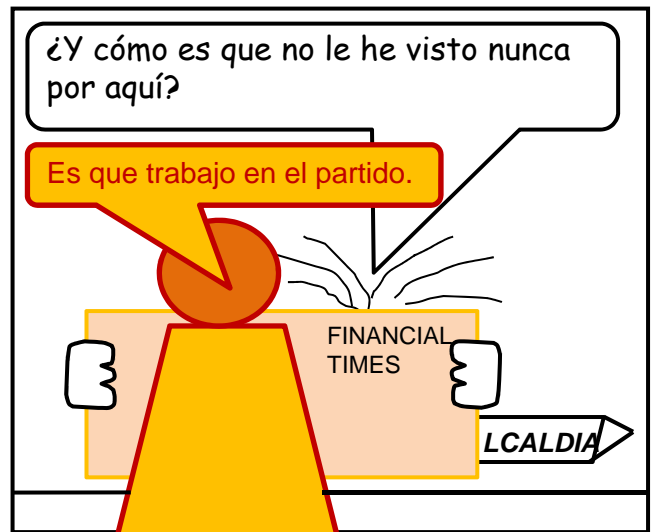 ¿Y cómo es que no le he visto nunca
por aquí?
Es que trabajo en el partido.
FINANCIAL
TIMES
LCALDIA